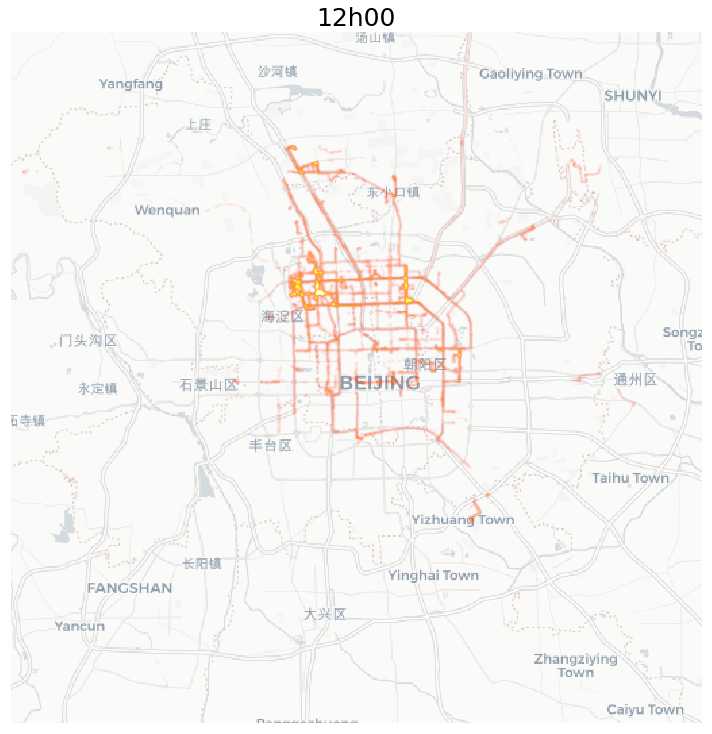 12h00
汤山镇
沙河镇
Gaoliying Town
Yangfang
SHUNYI
上庄
东小口镇
Wenquan
海淀区
门头沟区
Songz
To
朝阳区
永定镇
石景山区
BEIJING
通州区
石寺镇
丰台区
Taihu Town
Yizhuang Town
长阳镇
Yinghai Town
FANGSHAN
大兴区
Yancun
Zhangziying
Town
Caiyu Town